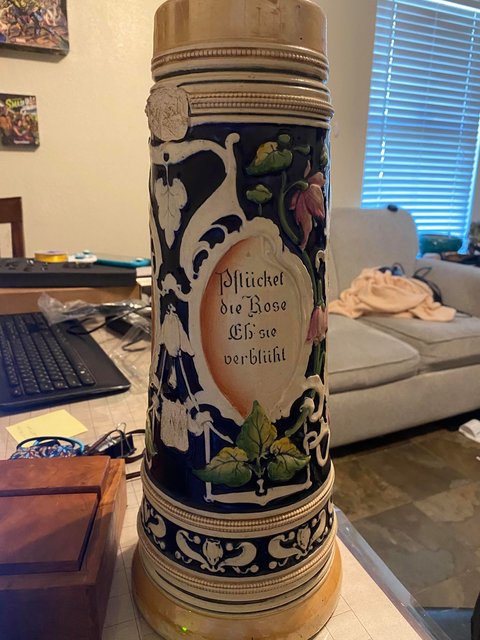 Pflücket
die Rose
Eh' sie
verblüht